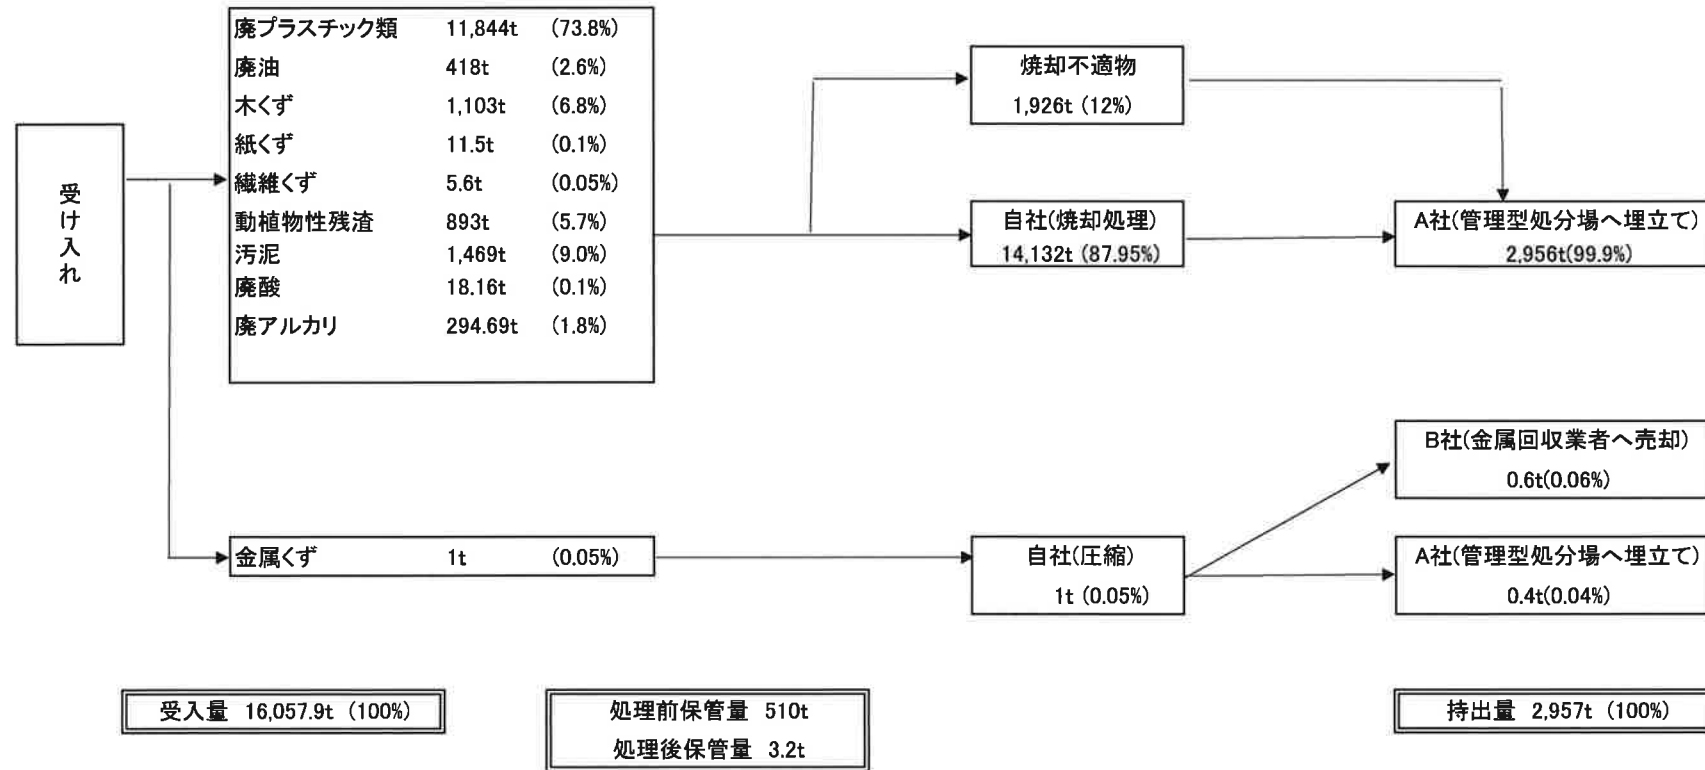 受け入れ
廃プラスチック類 11,844t (73.8%)
廃油 418t (2.6%)
木くず 1,103t (6.8%)
紙くず 11.5t (0.1%)
繊維くず 5.6t (0.05%)
動植物性残渣 893t (5.7%)
汚泥 1,469t (9.0%)
廃酸 18.16t (0.1%)
廃アルカリ 294.69t (1.8%)
焼却不適物
1,926t (12%)
自社(焼却処理)
14,132t (87.95%)
A社(管理型処分場へ埋立て)
2,956t(99.9%)
金属くず 1t (0.05%)
自社(圧縮)
1t (0.05%)
B社(金属回収業者へ売却)
0.6t(0.06%)
A社(管理型処分場へ埋立て)
0.4t(0.04%)
受入量 16,057.9t (100%)
処理前保管量 510t
処理後保管量 3.2t
持出量 2,957t (100%)